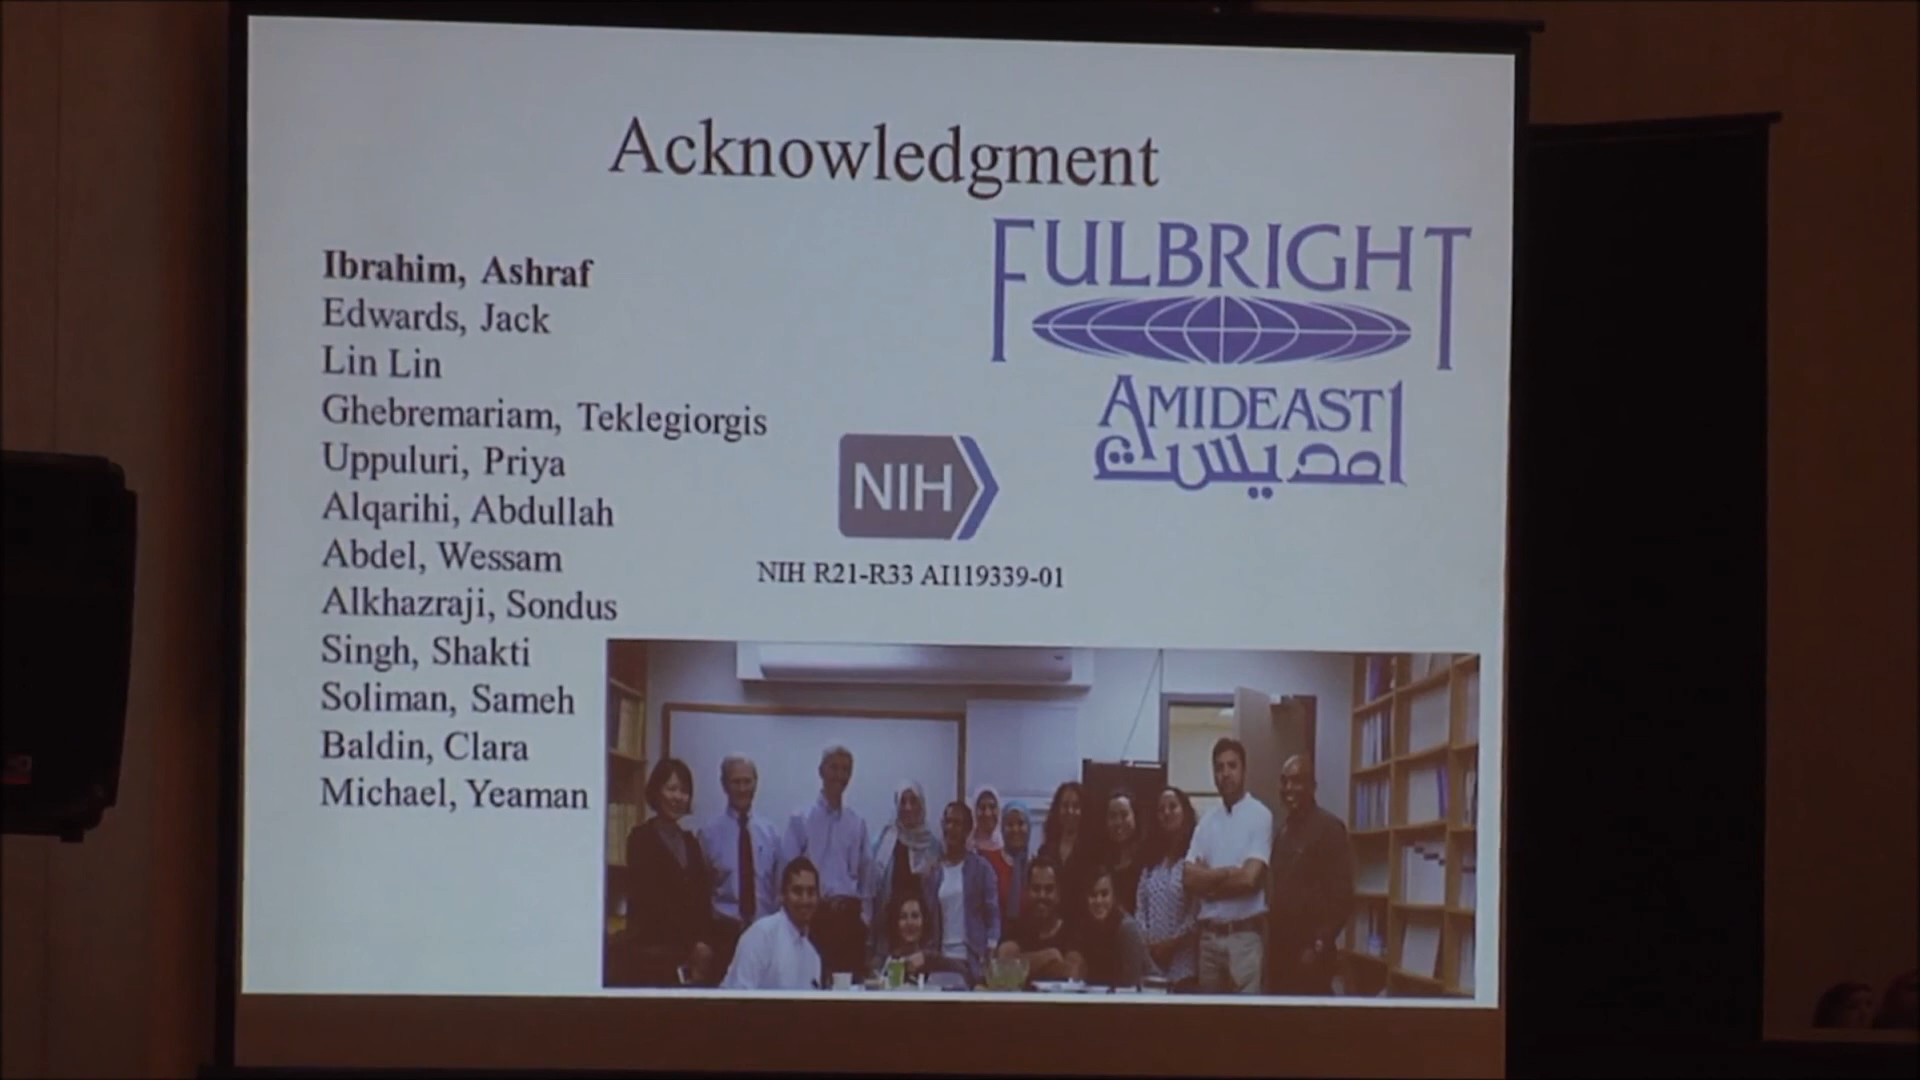 Acknowledgment
Ibrahim, Ashraf
Edwards, Jack
Lin Lin
Ghebremariam, Teklegiorgis
Uppuluri, Priya
Alqarihi, Abdullah
Abdel, Wessam
Alkhazraji, Sondus
Singh, Shakti
Soliman, Sameh
Baldin, Clara
Michael, Yeaman
FULBRIGHT
AMIDEAST
امديست
NIH
NIH R21-R33 AI119339-01